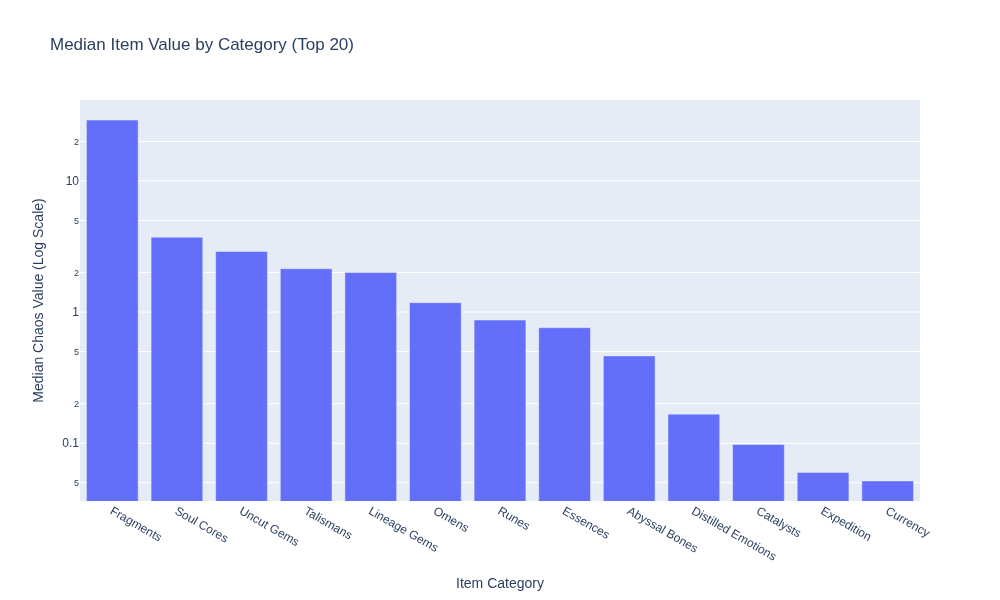 Median Item Value by Category (Top 20)
Median Chaos Value (Log Scale)
2
10
5
2
1
5
2
0.1
5
Fragments
Soul Cores
Uncut Gems
Talismans
Lineage Gems
Omens
Runes
Essences
Abyssal Bones
Distilled Emotions
Catalysts
Expedition
Currency
Item Category